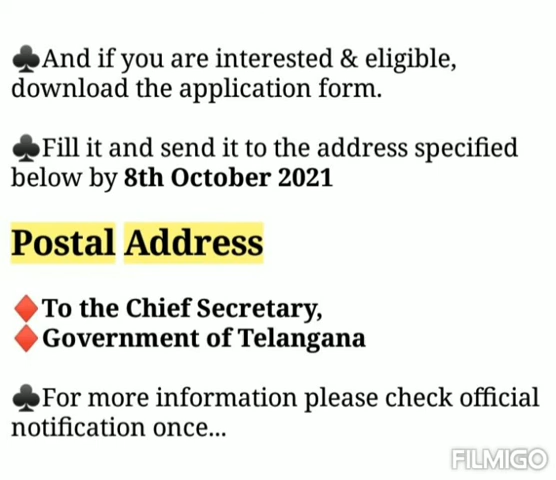 ♣And if you are interested & eligible,
download the application form.
♣Fill it and send it to the address specified
below by 8th October 2021
Postal Address
♦To the Chief Secretary,
♦Government of Telangana
♣For more information please check official
notification once...
FILMIGO